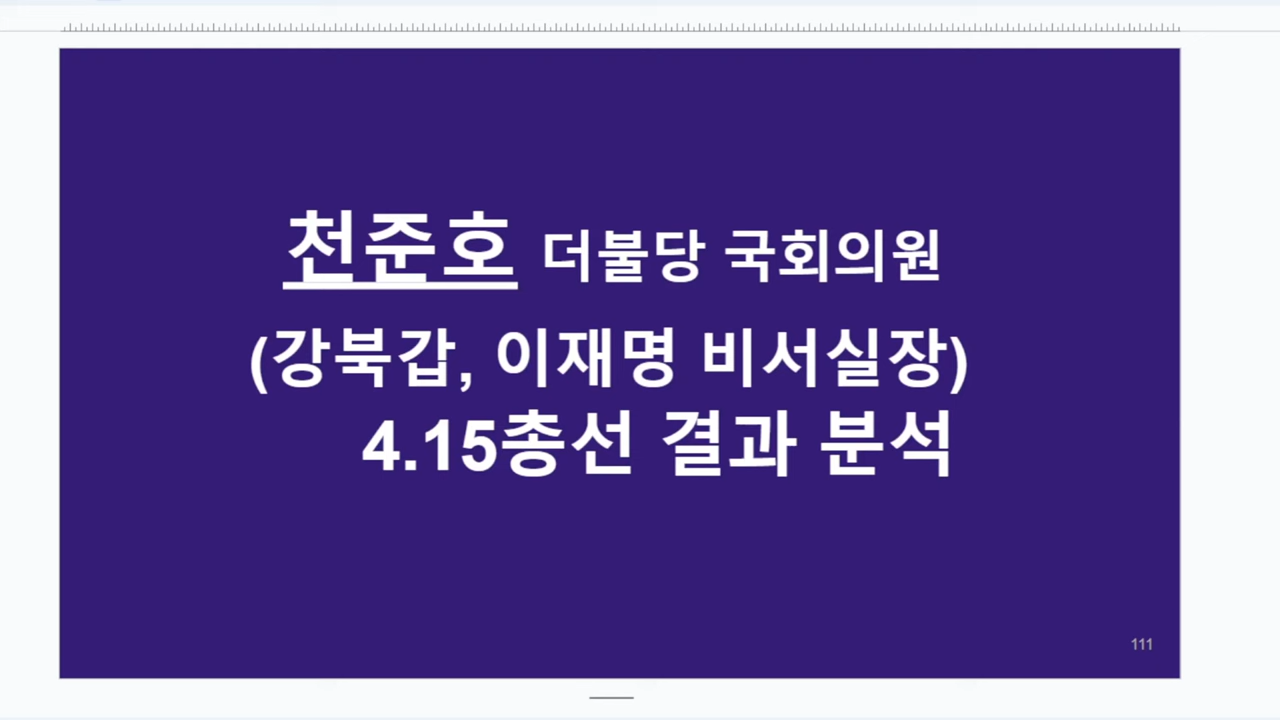 천준호 더불당 국회의원
(강북갑, 이재명 비서실장)
4.15총선 결과 분석
111